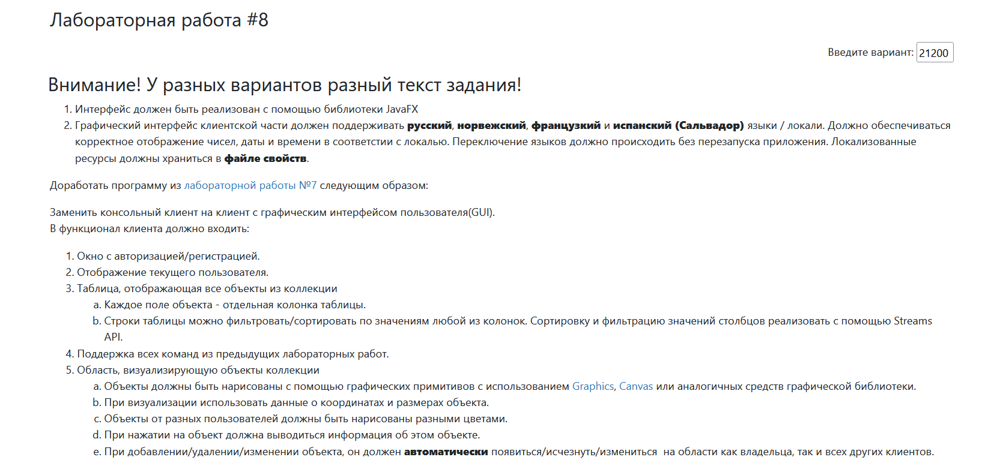 Лабораторная работа #8
Введите вариант: 21200
Внимание! У разных вариантов разный текст задания!
1. Интерфейс должен быть реализован с помощью библиотеки JavaFX
2. Графический интерфейс клиентской части должен поддерживать русский, норвежский, французкий и испанский (Сальвадор) языки / локали. Должно обеспечиваться
корректное отображение чисел, даты и времени в соответстии с локалью. Переключение языков должно происходить без перезапуска приложения. Локализованные
ресурсы должны храниться в файле свойств.
Доработать программу из лабораторной работы №7 следующим образом:
Заменить консольный клиент на клиент с графическим интерфейсом пользователя(GUI).
В функционал клиента должно входить:
1. Окно с авторизацией/регистрацией.
2. Отображение текущего пользователя.
3. Таблица, отображающая все объекты из коллекции
a. Каждое поле объекта - отдельная колонка таблицы.
b. Строки таблицы можно фильтровать/сортировать по значениям любой из колонок. Сортировку и фильтрацию значений столбцов реализовать с помощью Streams
API.
4. Поддержка всех команд из предыдущих лабораторных работ.
5. Область, визуализирующую объекты коллекции
a. Объекты должны быть нарисованы с помощью графических примитивов с использованием Graphics, Canvas или аналогичных средств графической библиотеки.
b. При визуализации использовать данные о координатах и размерах объекта.
c. Объекты от разных пользователей должны быть нарисованы разными цветами.
d. При нажатии на объект должна выводиться информация об этом объекте.
e. При добавлении/удалении/изменении объекта, он должен автоматически появиться/исчезнуть/измениться на области как владельца, так и всех других клиентов.